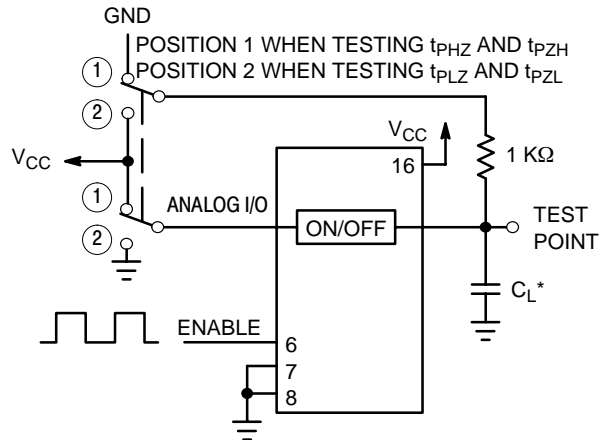 GND
POSITION 1 WHEN TESTING tPHZ AND tPZH
POSITION 2 WHEN TESTING tPLZ AND tPZL
1
2
VCC
1
2
ANALOG I/O
ON/OFF
VCC
16
1 KΩ
TEST
POINT
CL*
ENABLE
6
7
8